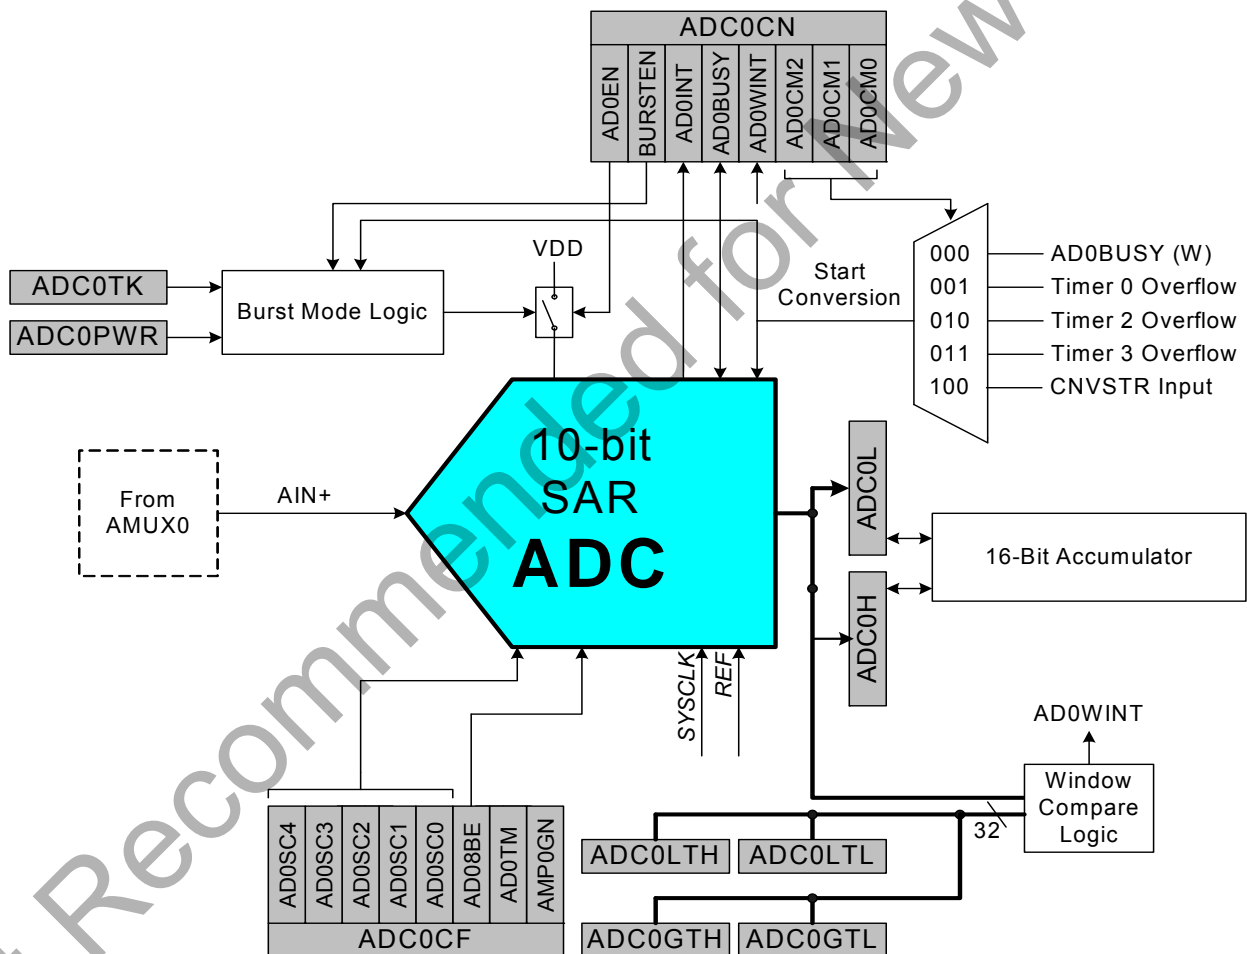 ADC0CN
AD0EN
BURSTEN
AD0INT
AD0BUSY
AD0WINT
AD0CM2
AD0CM1
AD0CM0
VDD
Start
Conversion
000
001
010
011
100
AD0BUSY (W)
Timer 0 Overflow
Timer 2 Overflow
Timer 3 Overflow
CNVSTR Input
ADC0TK
ADC0PWR
Burst Mode Logic
From
AMUX0
AIN+
10-bit
SAR
ADC
ADC0L
ADC0H
16-Bit Accumulator
SYSCLK
REF
AD0WINT
Window
Compare
Logic
32
AD0SC4
AD0SC3
AD0SC2
AD0SC1
AD0SC0
AD08BE
AD0TM
AMP0GN
ADC0CF
ADC0LTH
ADC0LTL
ADC0GTH
ADC0GTL
Recommended for New